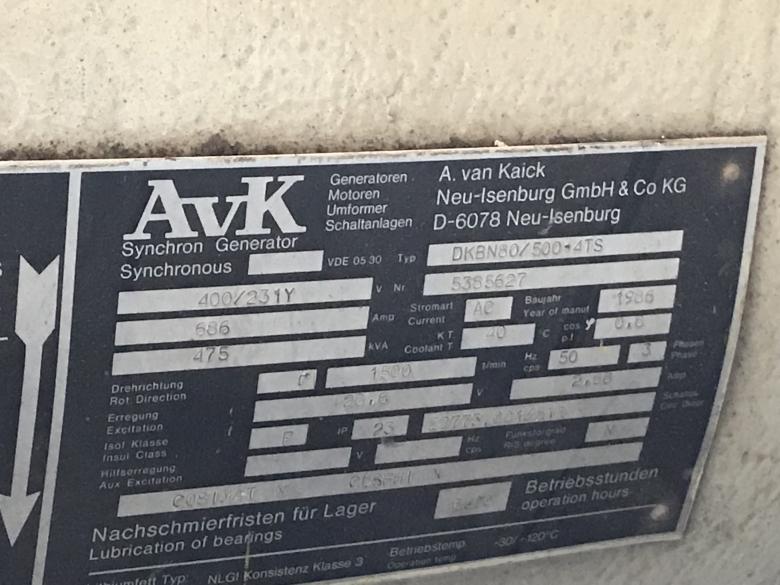 AvK
Generatoren
Motoren
Umformer
Schaltanlagen
A. van Kaick
Neu-Isenburg GmbH & Co KG
D-6078 Neu-Isenburg
Synchron Generator
Synchronous VDE 0530 Typ DKBN80/500-4TS
400/231Y V Nr 5385627
686 Amp Stromart Current AC Baujahr Year of manuf 1986
475 kVA K.T. Coolant T 40 C cos φ p.f.
Drehrichtung
Rot. Direction 1500 1/min Hz cps 50 3 Phasen Phase
Erregung
Excitation V Amp
Isol Klasse
Insul Class IP 23
Hilfserregung
Aux Excitation V Hz cps Funkstörgrad N
Nachschmierfristen für Lager
Lubrication of bearings
Betriebsstunden
operation hours
Typ: NLGI Konsistenz Klasse 3 Betriebstemp. Operation temp -30/+120°C